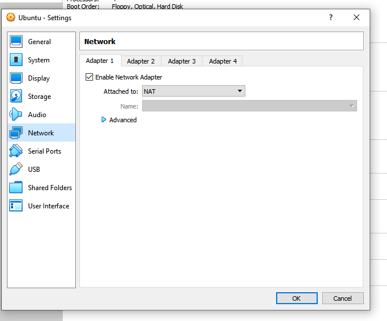 Boot Order: Floppy, Optical, Hard Disk
Ubuntu - Settings
General
System
Display
Storage
Audio
Network
Serial Ports
USB
Shared Folders
User Interface
Network
Adapter 1 Adapter 2 Adapter 3 Adapter 4
Enable Network Adapter
Attached to: NAT
Name:
Advanced
OK Cancel